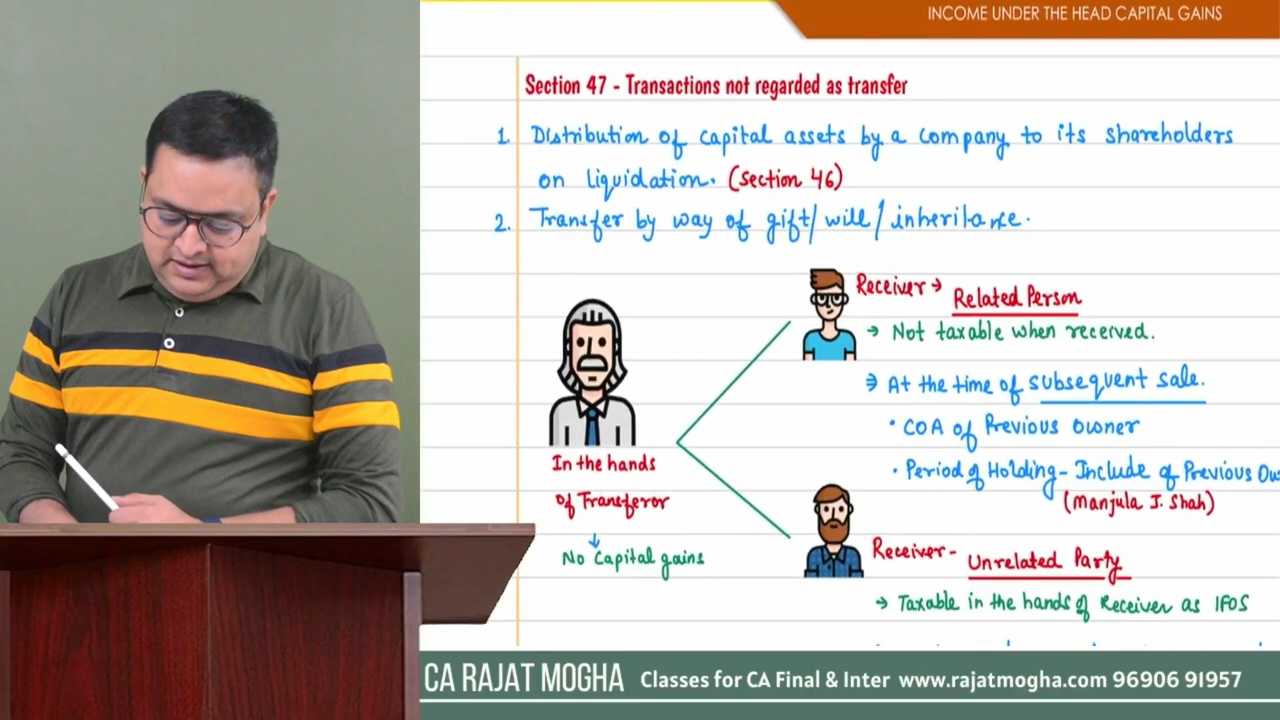 INCOME UNDER THE HEAD CAPITAL GAINS
Section 47 - Transactions not regarded as transfer
1. Distribution of capital assets by a company to its shareholders
on liquidation. (Section 46)
2. Transfer by way of gift/ will / inheritance.
Receiver → Related Person
→ Not taxable when received.
⇒ At the time of subsequent sale.
• COA of Previous Owner
• Period of Holding - Include of Previous Ow
(Manjula J. Shah)
In the hands
of Transferor
↓
No Capital gains
Receiver - Unrelated Party
→ Taxable in the hands of Receiver as IFOS
CA RAJAT MOGHA Classes for CA Final & Inter www.rajatmogha.com 96906 91957